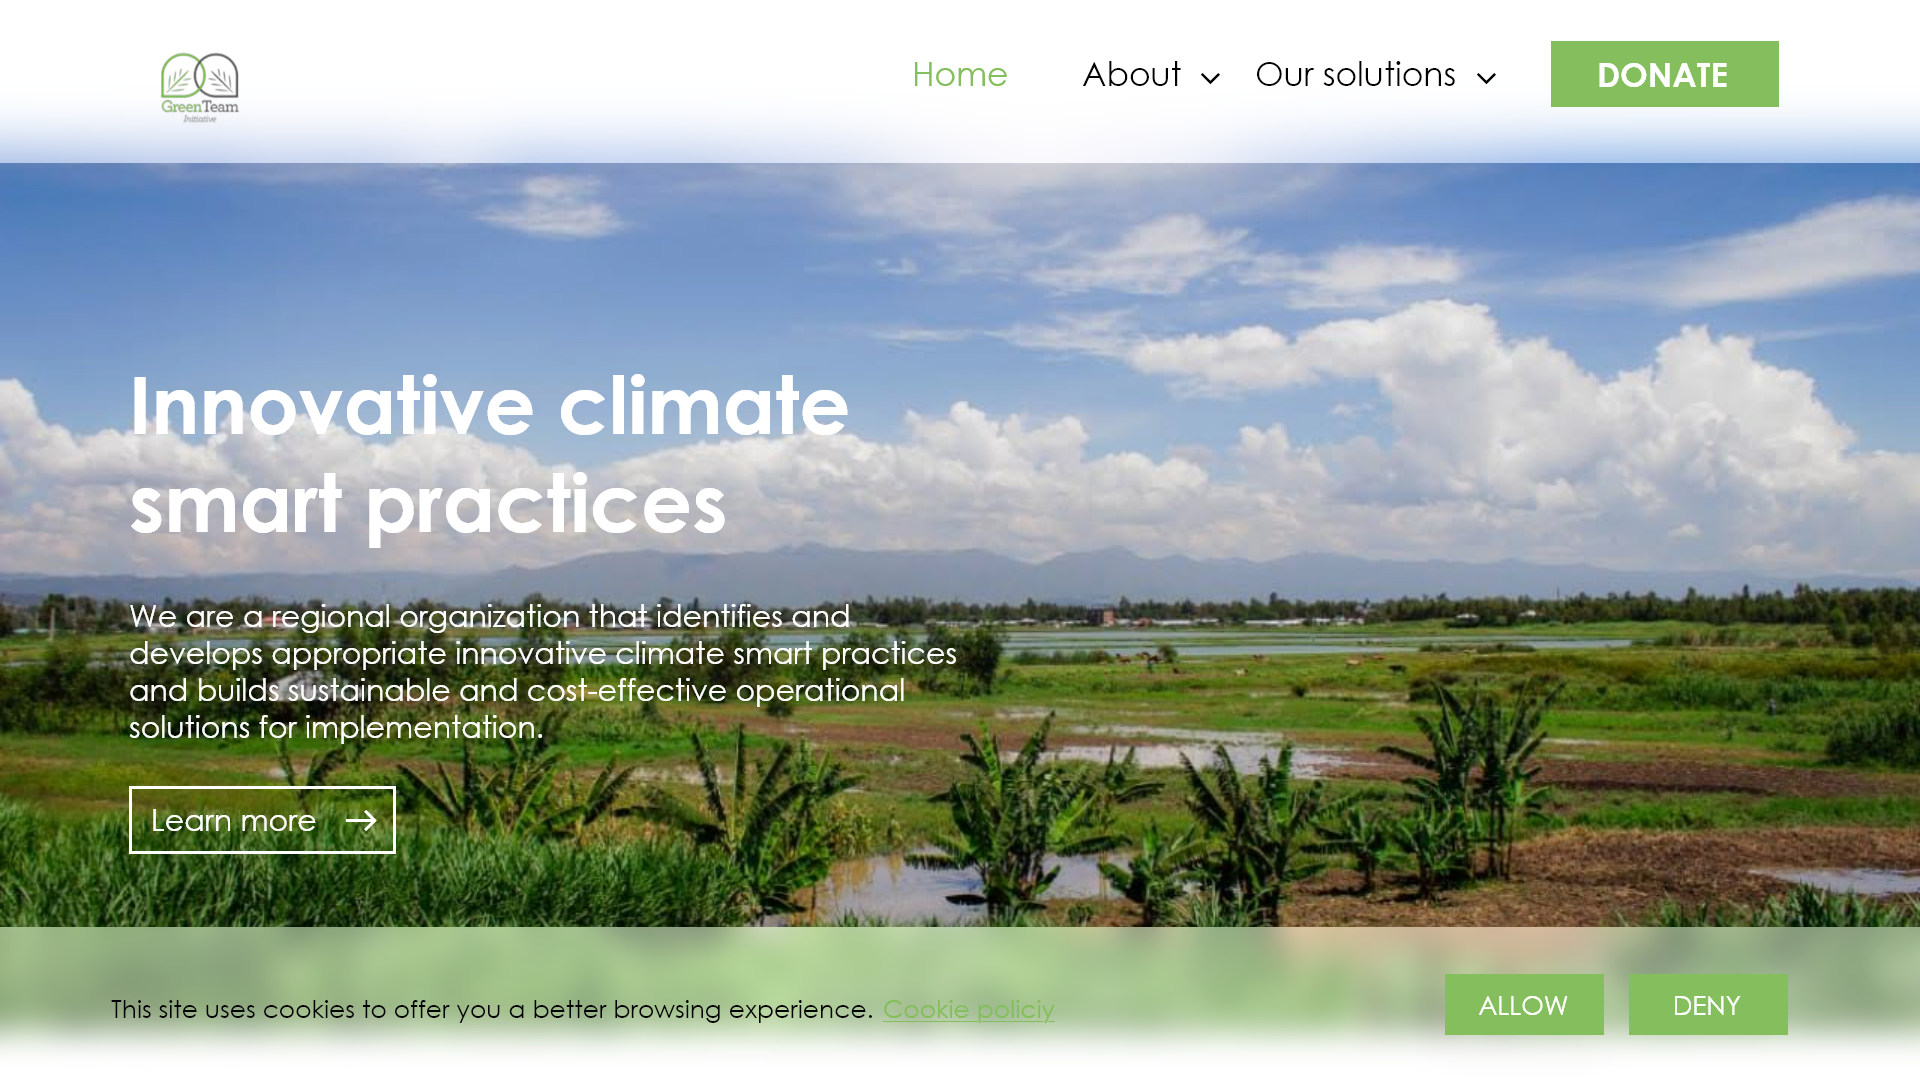 GreenTeam
Initiative
Home
About
Our solutions
DONATE
Innovative climate
smart practices
We are a regional organization that identifies and
develops appropriate innovative climate smart practices
and builds sustainable and cost-effective operational
solutions for implementation.
Learn more
This site uses cookies to offer you a better browsing experience. Cookie policiy
ALLOW
DENY